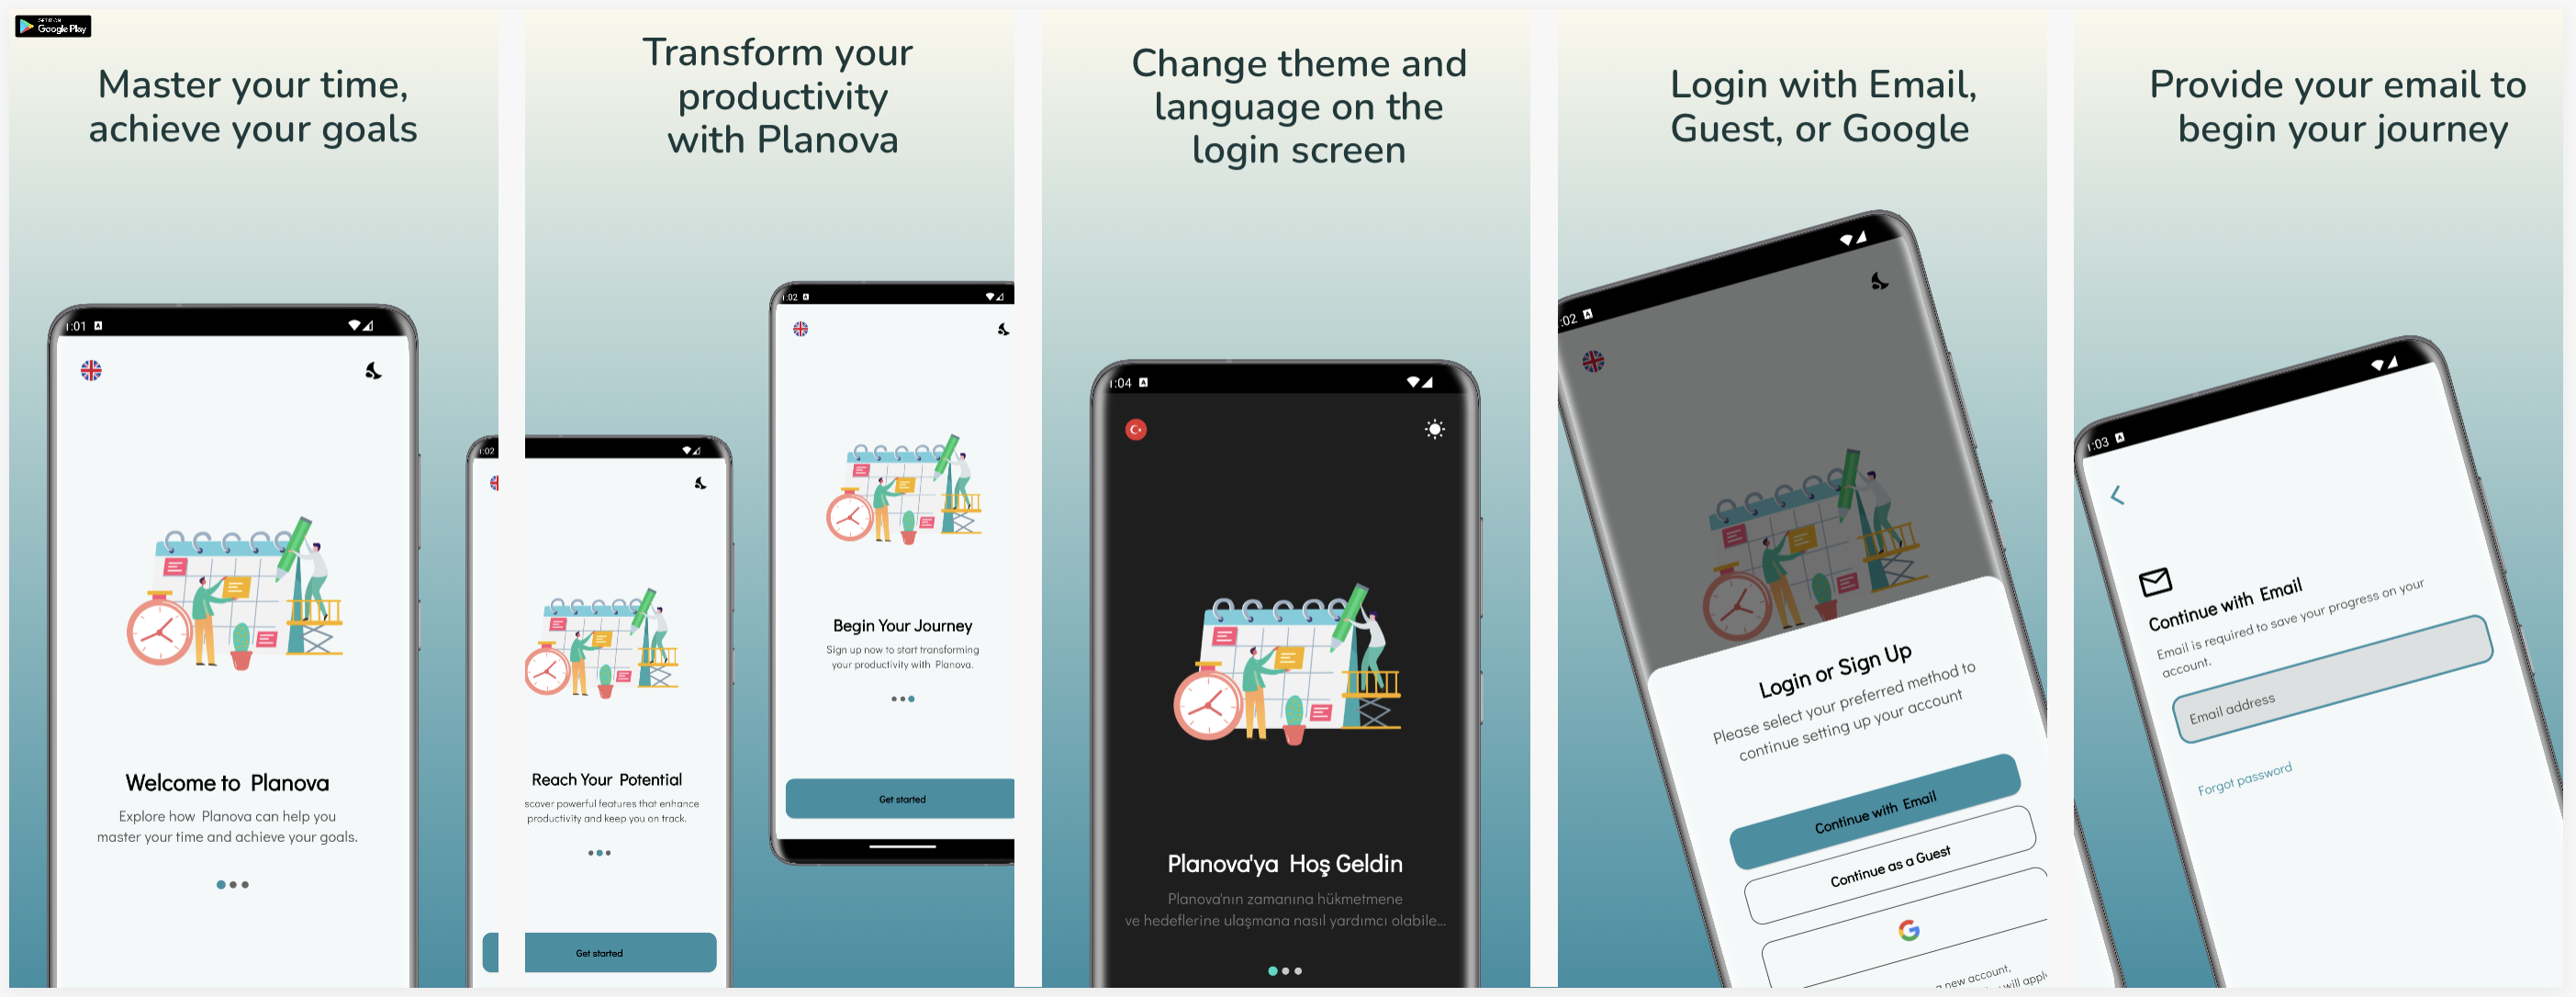 GET IT ON
Google Play
Master your time,
achieve your goals
1:01
Welcome to Planova
Explore how Planova can help you
master your time and achieve your goals.
Transform your
productivity
with Planova
1:02
Reach Your Potential
scover powerful features that enhance
productivity and keep you on track.
Get started
1:02
Begin Your Journey
Sign up now to start transforming
your productivity with Planova.
Get started
Change theme and
language on the
login screen
1:04
Planova'ya Hoş Geldin
Planova'nın zamanına hükmetmene
ve hedeflerine ulaşmana nasıl yardımcı olabile...
Login with Email,
Guest, or Google
:02
Login or Sign Up
Please select your preferred method to
continue setting up your account
Continue with Email
Continue as a Guest
G
new account,
will appl
Provide your email to
begin your journey
1:03
Continue with Email
Email is required to save your progress on your
account.
Email address
Forgot password